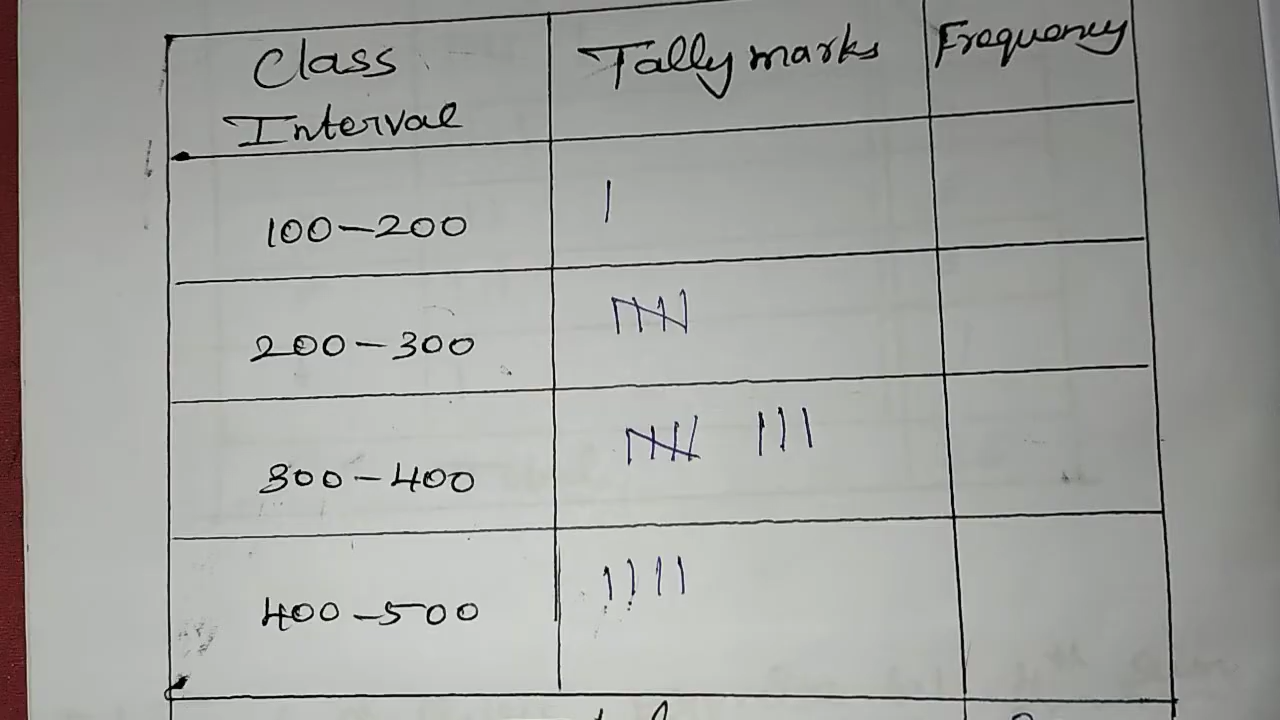 Class Interval Tally marks Frequency
100-200 |
200-300 𝍸
300-400 𝍸 |||
400-500 ||||